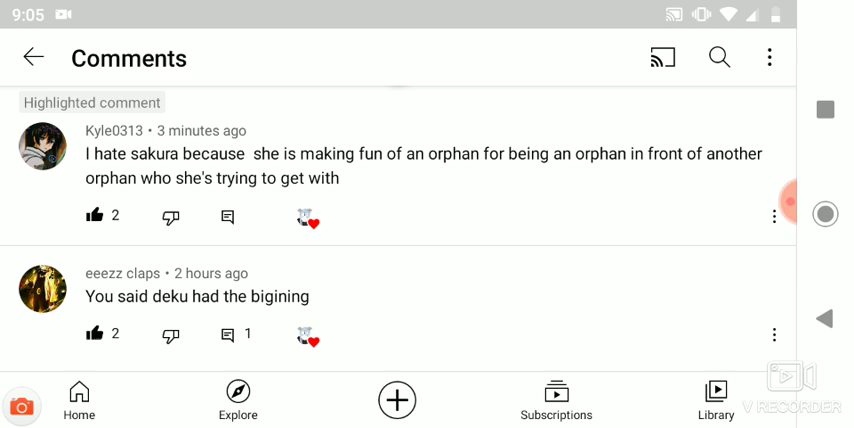 9:05
Comments
Highlighted comment
Kyle0313 • 3 minutes ago
I hate sakura because she is making fun of an orphan for being an orphan in front of another
orphan who she's trying to get with
2
eeezz claps • 2 hours ago
You said deku had the bigining
2 1
Home Explore Subscriptions Library
V RECORDER